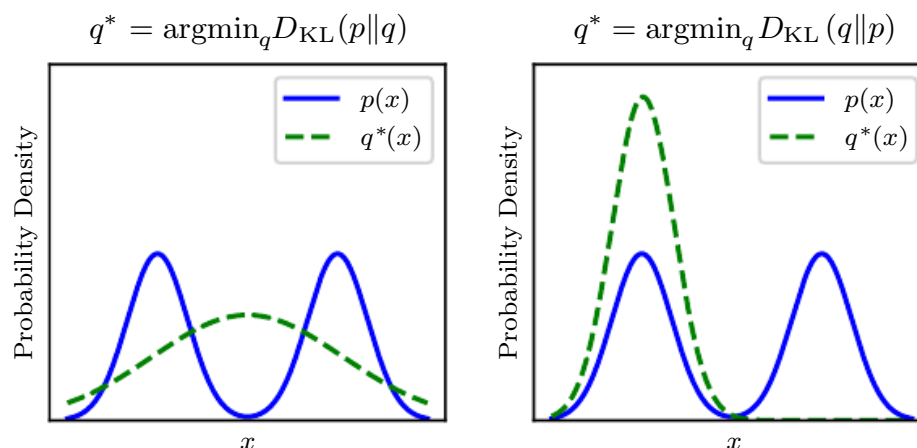 q* = argmin_q D_KL(p‖q)
Probability Density
p(x)
q*(x)
x
q* = argmin_q D_KL (q‖p)
Probability Density
p(x)
q*(x)
x